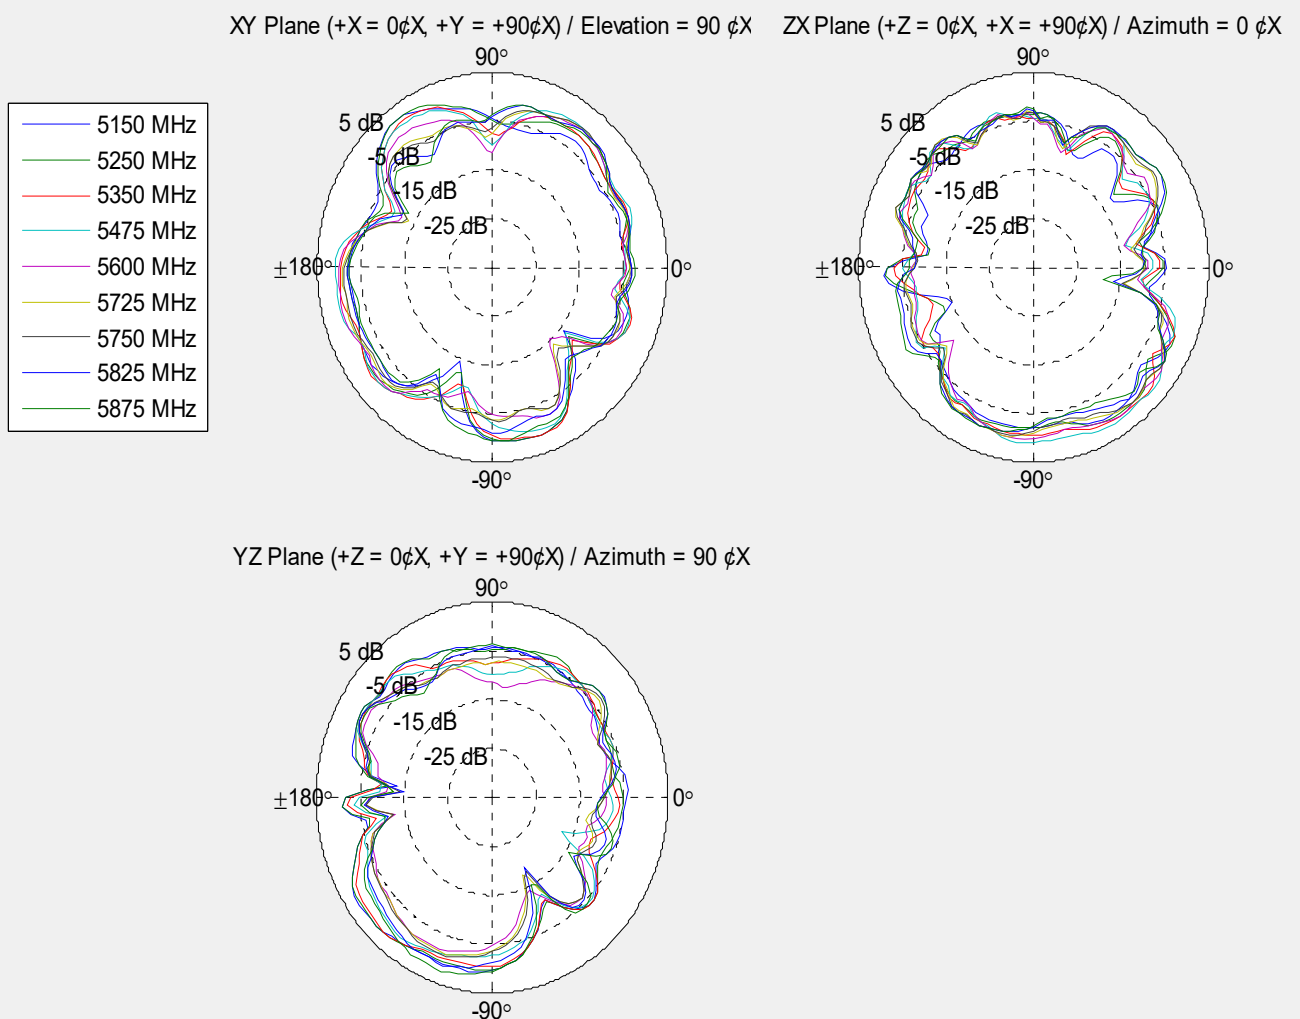 XY Plane (+X = 0¢X, +Y = +90¢X) / Elevation = 90 ¢X
ZX Plane (+Z = 0¢X, +X = +90¢X) / Azimuth = 0 ¢X
5150 MHz
5250 MHz
5350 MHz
5475 MHz
5600 MHz
5725 MHz
5750 MHz
5825 MHz
5875 MHz
90°
5 dB
-5 dB
-15 dB
-25 dB
±180°
0°
-90°
90°
5 dB
-5 dB
-15 dB
-25 dB
±180°
0°
-90°
YZ Plane (+Z = 0¢X, +Y = +90¢X) / Azimuth = 90 ¢X
90°
5 dB
-5 dB
-15 dB
-25 dB
±180°
0°
-90°